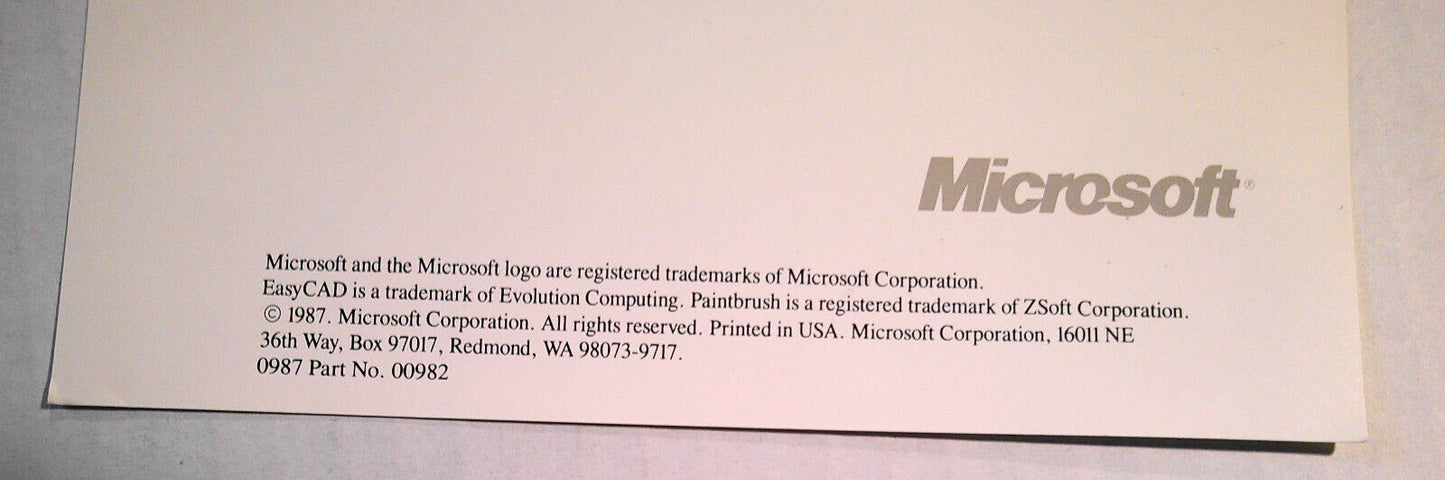 Microsoft®
Microsoft and the Microsoft logo are registered trademarks of Microsoft Corporation.
EasyCAD is a trademark of Evolution Computing. Paintbrush is a registered trademark of ZSoft Corporation.
© 1987. Microsoft Corporation. All rights reserved. Printed in USA. Microsoft Corporation, 16011 NE
36th Way, Box 97017, Redmond, WA 98073-9717.
0987 Part No. 00982